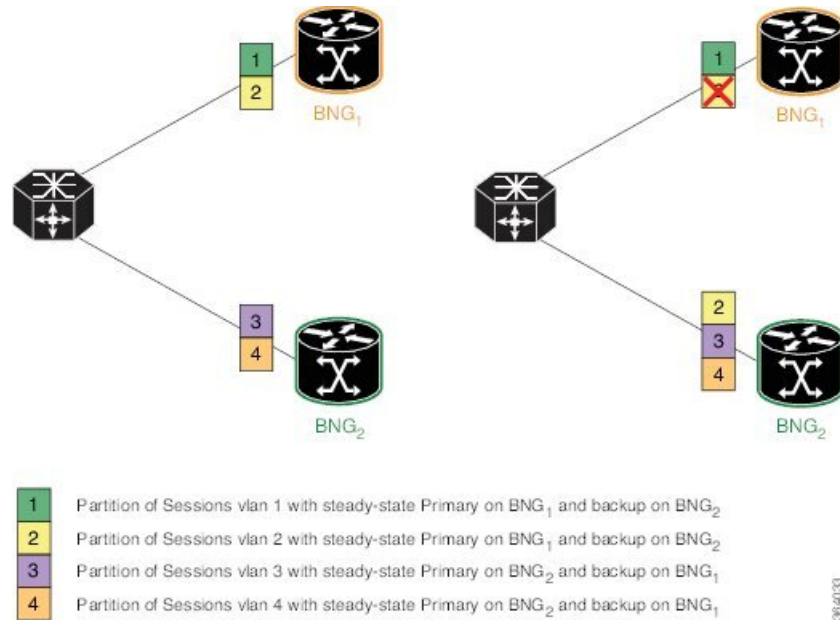 1
2
BNG1
3
4
BNG2
1
BNG1
2
3
4
BNG2
1 Partition of Sessions vlan 1 with steady-state Primary on BNG1 and backup on BNG2
2 Partition of Sessions vlan 2 with steady-state Primary on BNG1 and backup on BNG2
3 Partition of Sessions vlan 3 with steady-state Primary on BNG2 and backup on BNG1
4 Partition of Sessions vlan 4 with steady-state Primary on BNG2 and backup on BNG1